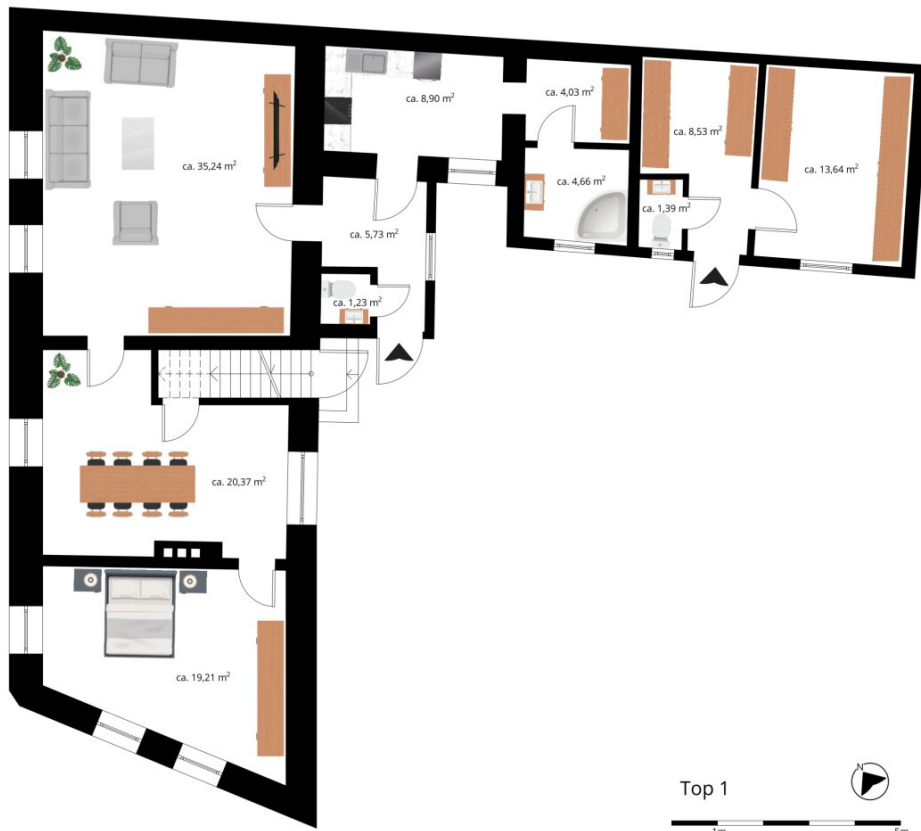 ca. 8,90 m²
ca. 4,03 m²
ca. 8,53 m²
ca. 35,24 m²
ca. 13,64 m²
ca. 4,66 m²
ca. 1,39 m²
ca. 5,73 m²
ca. 1,23 m²
ca. 20,37 m²
ca. 19,21 m²
Top 1
N
1m
5m